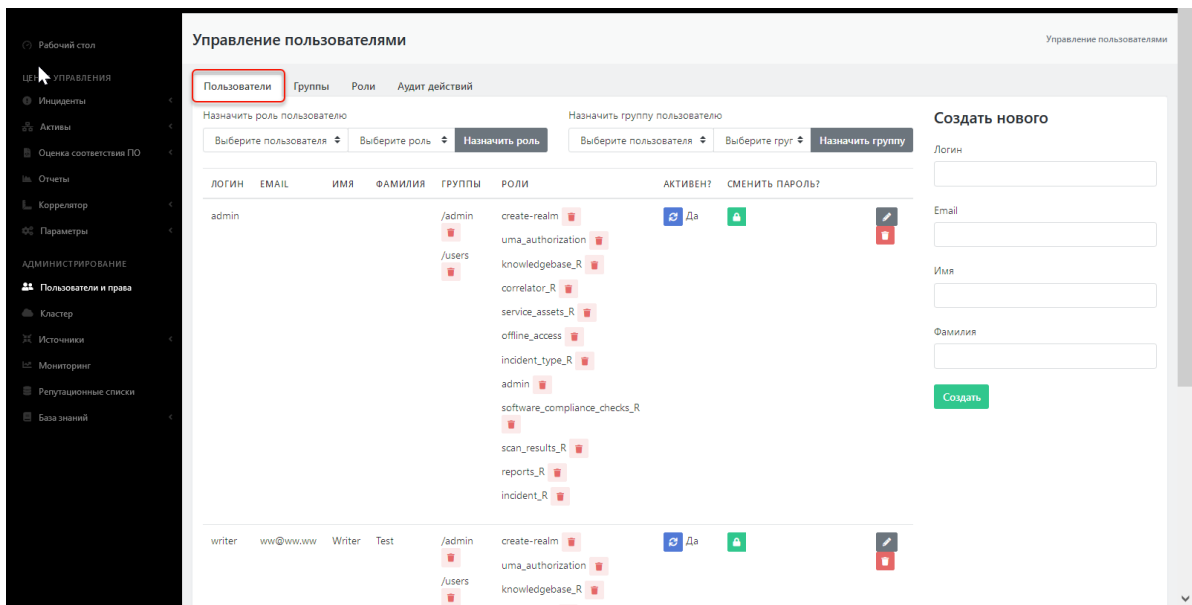 Рабочий стол
ЦЕН УПРАВЛЕНИЯ
Инциденты
Активы
Оценка соответствия ПО
Отчеты
Коррелятор
Параметры
АДМИНИСТРИРОВАНИЕ
Пользователи и права
Кластер
Источники
Мониторинг
Репутационные списки
База знаний
Управление пользователями
Управление пользователями
Пользователи Группы Роли Аудит действий
Назначить роль пользователю
Выберите пользователя Выберите роль Назначить роль
Назначить группу пользователю
Выберите пользователя Выберите груг Назначить группу
ЛОГИН EMAIL ИМЯ ФАМИЛИЯ ГРУППЫ РОЛИ АКТИВЕН? СМЕНИТЬ ПАРОЛЬ?
admin /admin create-realm Да
uma_authorization
/users
knowledgebase_R
correlator_R
service_assets_R
offline_access
incident_type_R
admin
software_compliance_checks_R
scan_results_R
reports_R
incident_R
writer ww@ww.ww Writer Test /admin create-realm Да
uma_authorization
/users
knowledgebase_R
Создать нового
Логин
Email
Имя
Фамилия
Создать